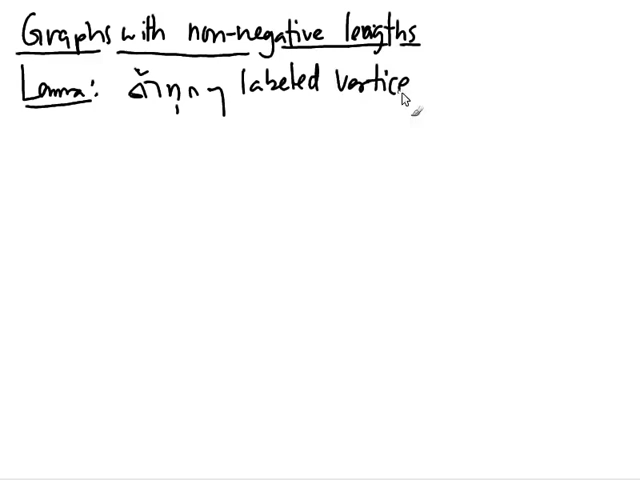 Graphs with non-negative lengths
Lemma: ถ้าทุกๆ labeled vertice